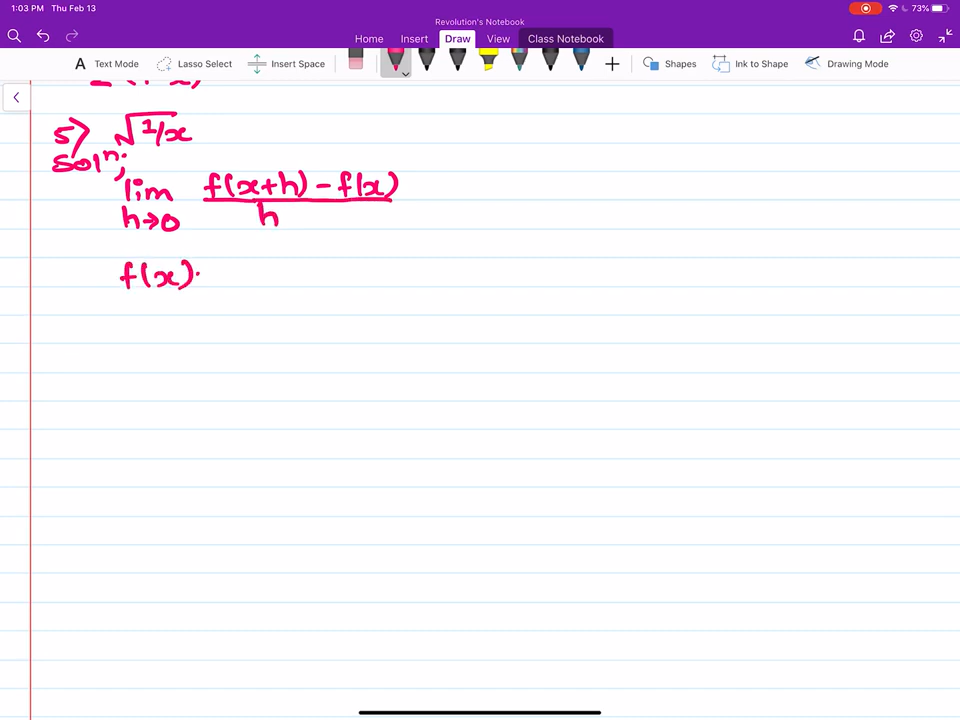 1:03 PM Thu Feb 13
73%
Revolution's Notebook
Home Insert Draw View Class Notebook
A Text Mode Lasso Select Insert Space Shapes Ink to Shape Drawing Mode
5> √1/x
Solⁿ;
lim f(x+h) - f(x)
h→0 h
f(x)